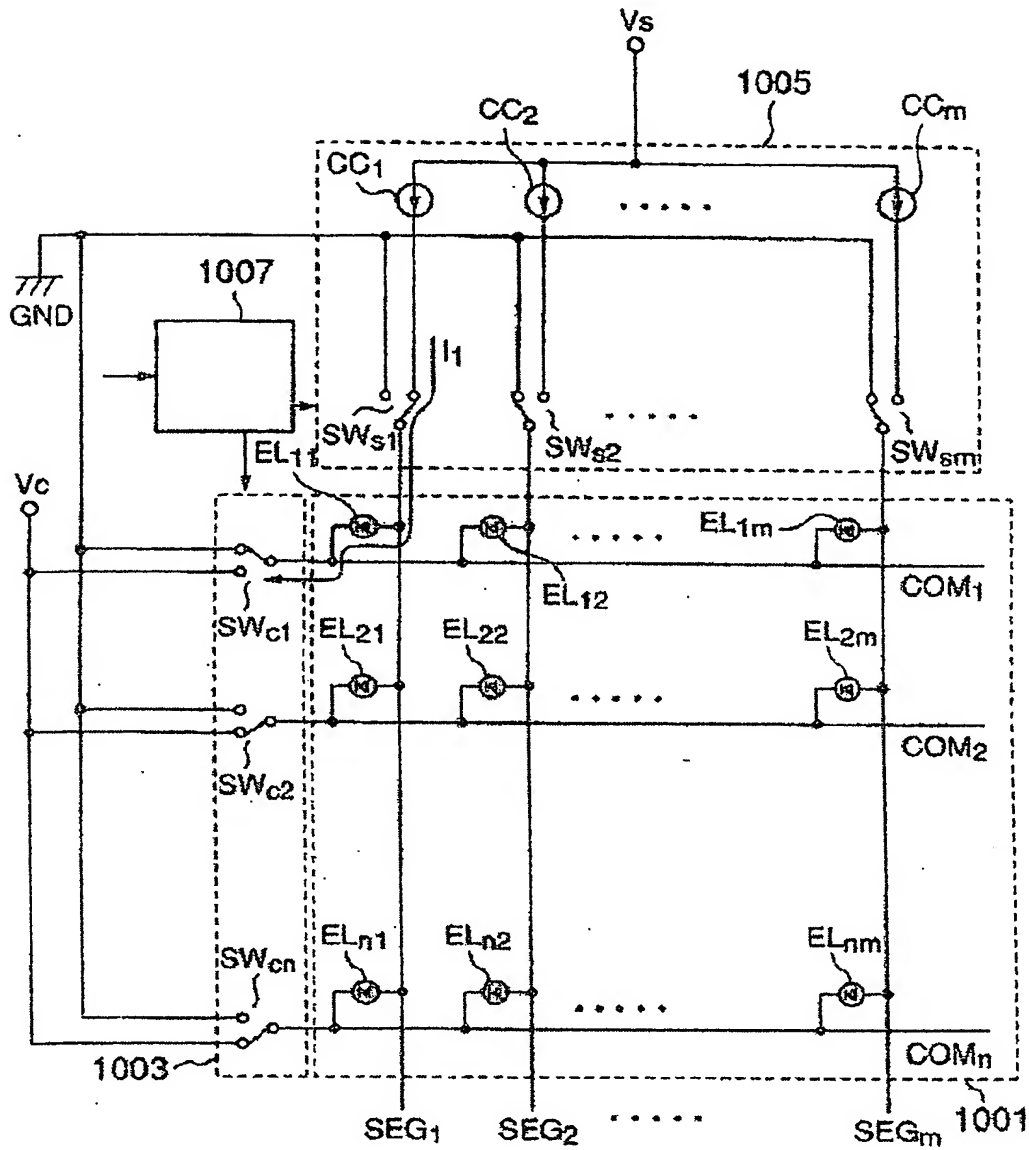 Vs
1005
CC1
CC2
CCm
GND
1007
I1
SWs1
SWs2
SWsm
EL11
Vc
EL1m
EL12
COM1
SWc1
EL21
EL22
EL2m
COM2
SWc2
SWcn
ELn1
ELn2
ELnm
COMn
1003
1001
SEG1
SEG2
SEGm